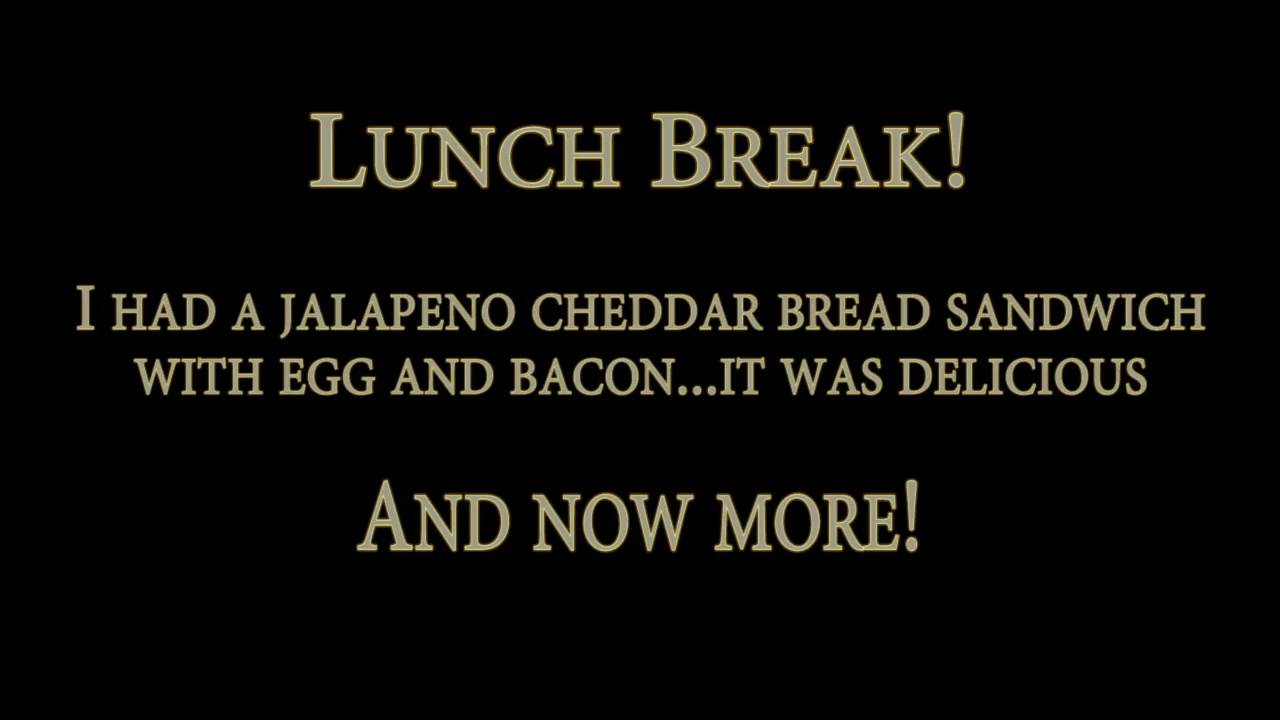 Lunch Break!
I had a jalapeno cheddar bread sandwich
with egg and bacon...it was delicious
And now more!